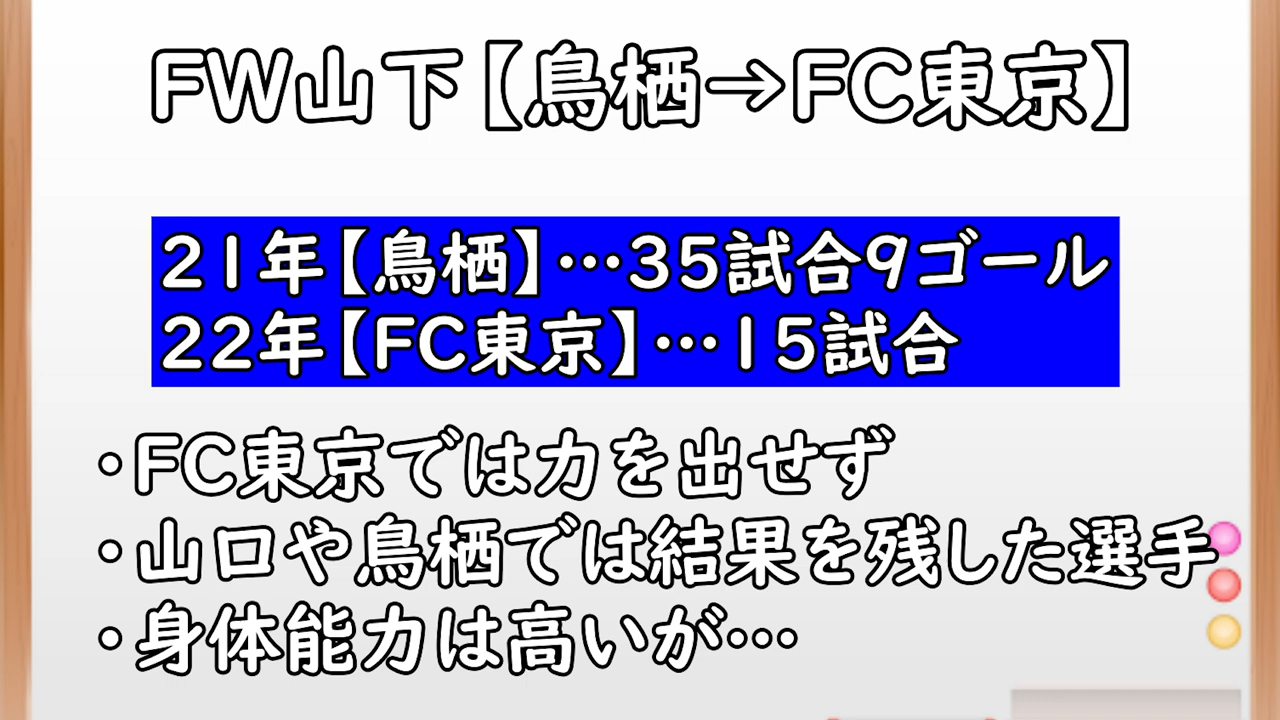 FW山下【鳥栖→FC東京】
21年【鳥栖】…35試合9ゴール
22年【FC東京】…15試合
・FC東京では力を出せず
・山口や鳥栖では結果を残した選手
・身体能力は高いが…